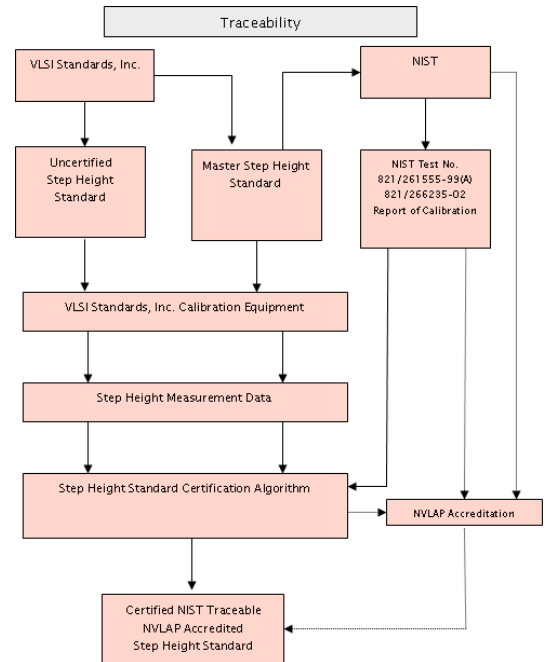 Traceability
VLSI Standards, Inc.
NIST
Uncertified
Step Height
Standard
Master Step Height
Standard
NIST Test No.
821/261555-99(A)
821/266235-02
Report of Calibration
VLSI Standards, Inc. Calibration Equipment
Step Height Measurement Data
Step Height Standard Certification Algorithm
NVLAP Accreditation
Certified NIST Traceable
NVLAP Accredited
Step Height Standard